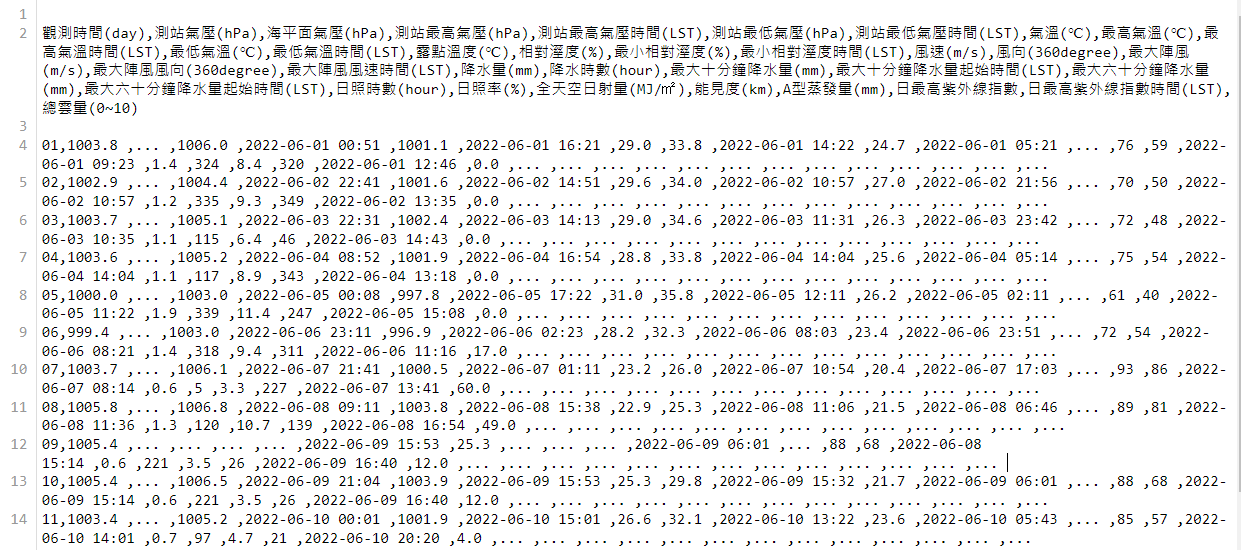 1
2 觀測時間(day),測站氣壓(hPa),海平面氣壓(hPa),測站最高氣壓(hPa),測站最高氣壓時間(LST),測站最低氣壓(hPa),測站最低氣壓時間(LST),氣溫(℃),最高氣溫(℃),最
高氣溫時間(LST),最低氣溫(℃),最低氣溫時間(LST),露點溫度(℃),相對溼度(%),最小相對溼度(%),最小相對溼度時間(LST),風速(m/s),風向(360degree),最大陣風
(m/s),最大陣風風向(360degree),最大陣風風速時間(LST),降水量(mm),降水時數(hour),最大十分鐘降水量(mm),最大十分鐘降水量起始時間(LST),最大六十分鐘降水量
(mm),最大六十分鐘降水量起始時間(LST),日照時數(hour),日照率(%),全天空日射量(MJ/㎡),能見度(km),A型蒸發量(mm),日最高紫外線指數,日最高紫外線指數時間(LST),
總雲量(0~10)
3
4 01,1003.8 ,... ,1006.0 ,2022-06-01 00:51 ,1001.1 ,2022-06-01 16:21 ,29.0 ,33.8 ,2022-06-01 14:22 ,24.7 ,2022-06-01 05:21 ,... ,76 ,59 ,2022-
06-01 09:23 ,1.4 ,324 ,8.4 ,320 ,2022-06-01 12:46 ,0.0 ,... ,... ,... ,... ,... ,... ,... ,... ,... ,... ,... ,... ,...
5 02,1002.9 ,... ,1004.4 ,2022-06-02 22:41 ,1001.6 ,2022-06-02 14:51 ,29.6 ,34.0 ,2022-06-02 10:57 ,27.0 ,2022-06-02 21:56 ,... ,70 ,50 ,2022-
06-02 10:57 ,1.2 ,335 ,9.3 ,349 ,2022-06-02 13:35 ,0.0 ,... ,... ,... ,... ,... ,... ,... ,... ,... ,... ,... ,... ,...
6 03,1003.7 ,... ,1005.1 ,2022-06-03 22:31 ,1002.4 ,2022-06-03 14:13 ,29.0 ,34.6 ,2022-06-03 11:31 ,26.3 ,2022-06-03 23:42 ,... ,72 ,48 ,2022-
06-03 10:35 ,1.1 ,115 ,6.4 ,46 ,2022-06-03 14:43 ,0.0 ,... ,... ,... ,... ,... ,... ,... ,... ,... ,... ,... ,... ,...
7 04,1003.6 ,... ,1005.2 ,2022-06-04 08:52 ,1001.9 ,2022-06-04 16:54 ,28.8 ,33.8 ,2022-06-04 14:04 ,25.6 ,2022-06-04 05:14 ,... ,75 ,54 ,2022-
06-04 14:04 ,1.1 ,117 ,8.9 ,343 ,2022-06-04 13:18 ,0.0 ,... ,... ,... ,... ,... ,... ,... ,... ,... ,... ,... ,... ,...
8 05,1000.0 ,... ,1003.0 ,2022-06-05 00:08 ,997.8 ,2022-06-05 17:22 ,31.0 ,35.8 ,2022-06-05 12:11 ,26.2 ,2022-06-05 02:11 ,... ,61 ,40 ,2022-
06-05 11:22 ,1.9 ,339 ,11.4 ,247 ,2022-06-05 15:08 ,0.0 ,... ,... ,... ,... ,... ,... ,... ,... ,... ,... ,... ,... ,...
9 06,999.4 ,... ,1003.0 ,2022-06-06 23:11 ,996.9 ,2022-06-06 02:23 ,28.2 ,32.3 ,2022-06-06 08:03 ,23.4 ,2022-06-06 23:51 ,... ,72 ,54 ,2022-
06-06 08:21 ,1.4 ,318 ,9.4 ,311 ,2022-06-06 11:16 ,17.0 ,... ,... ,... ,... ,... ,... ,... ,... ,... ,... ,... ,... ,...
10 07,1003.7 ,... ,1006.1 ,2022-06-07 21:41 ,1000.5 ,2022-06-07 01:11 ,23.2 ,26.0 ,2022-06-07 10:54 ,20.4 ,2022-06-07 17:03 ,... ,93 ,86 ,2022-
06-07 08:14 ,0.6 ,5 ,3.3 ,227 ,2022-06-07 13:41 ,60.0 ,... ,... ,... ,... ,... ,... ,... ,... ,... ,... ,... ,... ,...
11 08,1005.8 ,... ,1006.8 ,2022-06-08 09:11 ,1003.8 ,2022-06-08 15:38 ,22.9 ,25.3 ,2022-06-08 11:06 ,21.5 ,2022-06-08 06:46 ,... ,89 ,81 ,2022-
06-08 11:36 ,1.3 ,120 ,10.7 ,139 ,2022-06-08 16:54 ,49.0 ,... ,... ,... ,... ,... ,... ,... ,... ,... ,... ,... ,... ,...
12 09,1005.4 ,... ,... ,... ,... ,2022-06-09 15:53 ,25.3 ,... ,... ,... ,2022-06-09 06:01 ,... ,88 ,68 ,2022-06-08
15:14 ,0.6 ,221 ,3.5 ,26 ,2022-06-09 16:40 ,12.0 ,... ,... ,... ,... ,... ,... ,... ,... ,... ,... ,... ,... ,...
13 10,1005.4 ,... ,1006.5 ,2022-06-09 21:04 ,1003.9 ,2022-06-09 15:53 ,25.3 ,29.8 ,2022-06-09 15:32 ,21.7 ,2022-06-09 06:01 ,... ,88 ,68 ,2022-
06-09 15:14 ,0.6 ,221 ,3.5 ,26 ,2022-06-09 16:40 ,12.0 ,... ,... ,... ,... ,... ,... ,... ,... ,... ,... ,... ,... ,...
14 11,1003.4 ,... ,1005.2 ,2022-06-10 00:01 ,1001.9 ,2022-06-10 15:01 ,26.6 ,32.1 ,2022-06-10 13:22 ,23.6 ,2022-06-10 05:43 ,... ,85 ,57 ,2022-
06-10 14:01 ,0.7 ,97 ,4.7 ,21 ,2022-06-10 20:20 ,4.0 ,... ,... ,... ,... ,... ,... ,... ,... ,... ,... ,... ,... ,...